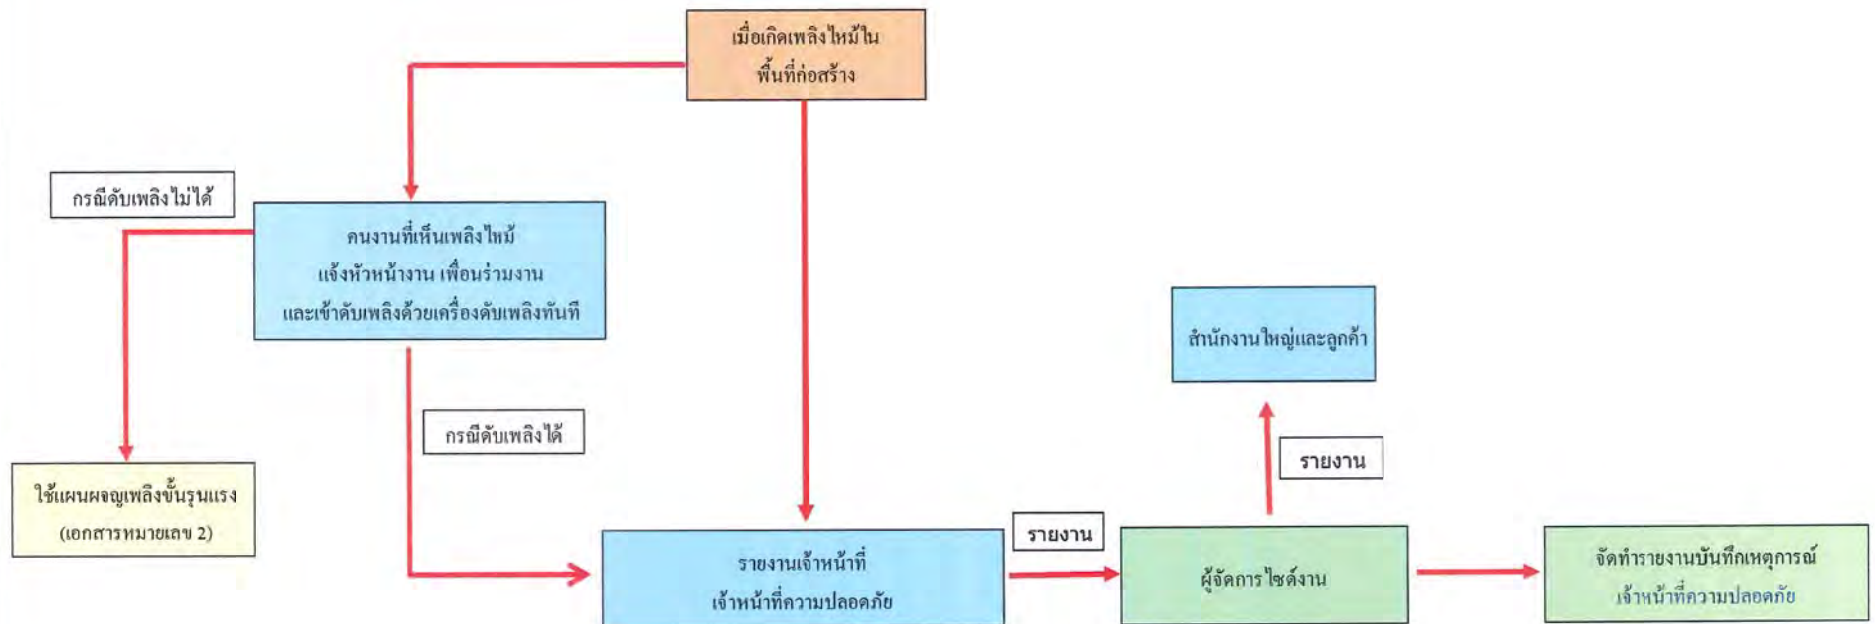 เมื่อเกิดเพลิงไหม้ใน
พื้นที่ก่อสร้าง
กรณีดับเพลิงไม่ได้
คนงานที่เห็นเพลิงไหม้
แจ้งหัวหน้างาน เพื่อนร่วมงาน
และเข้าดับเพลิงด้วยเครื่องดับเพลิงทันที
สำนักงานใหญ่และลูกค้า
กรณีดับเพลิงได้
รายงาน
ใช้แผนผจญเพลิงขั้นรุนแรง
(เอกสารหมายเลข 2)
รายงานเจ้าหน้าที่
เจ้าหน้าที่ความปลอดภัย
รายงาน
ผู้จัดการไซด์งาน
จัดทำรายงานบันทึกเหตุการณ์
เจ้าหน้าที่ความปลอดภัย